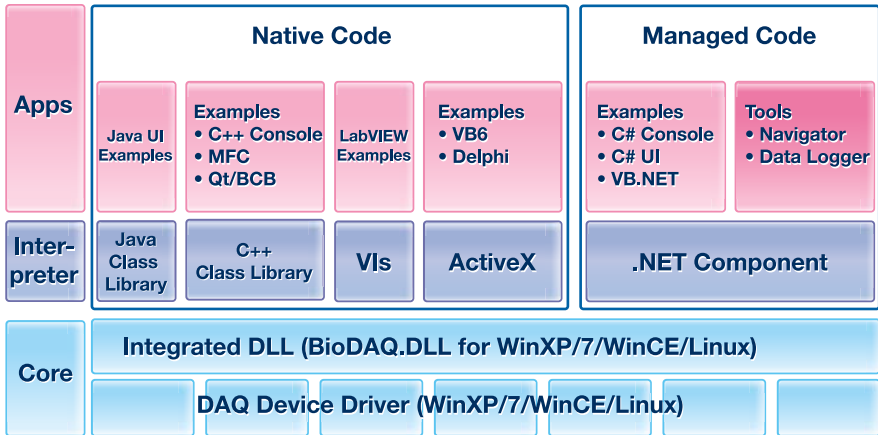 Native Code
Managed Code
Apps
Java UI
Examples
Examples
• C++ Console
• MFC
• Qt/BCB
LabVIEW
Examples
Examples
• VB6
• Delphi
Examples
• C# Console
• C# UI
• VB.NET
Tools
• Navigator
• Data Logger
Inter-
preter
Java
Class
Library
C++
Class Library
VIs
ActiveX
.NET Component
Core
Integrated DLL (BioDAQ.DLL for WinXP/7/WinCE/Linux)
DAQ Device Driver (WinXP/7/WinCE/Linux)